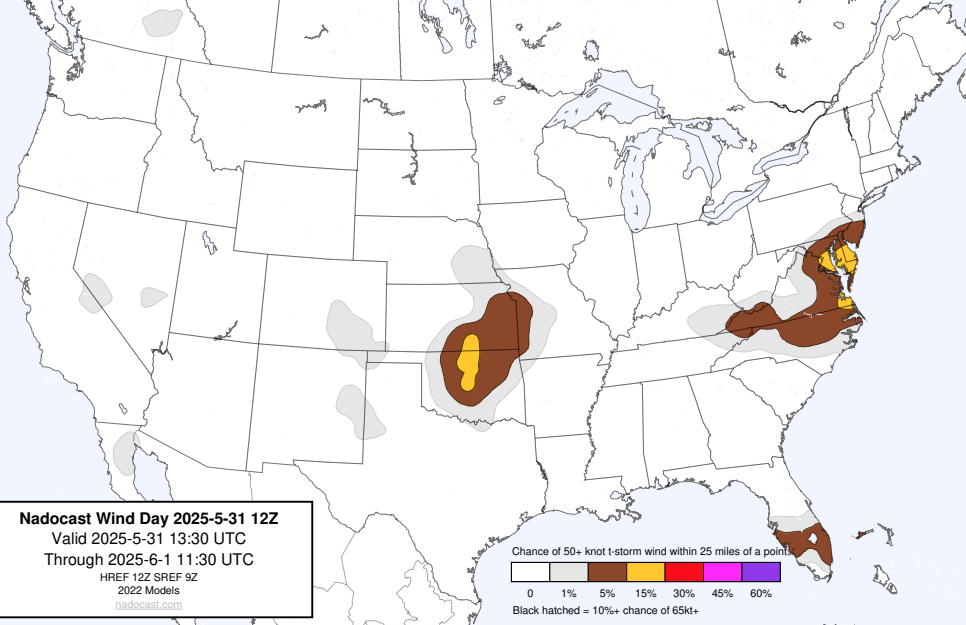 Nadocast Wind Day 2025-5-31 12Z
Valid 2025-5-31 13:30 UTC
Through 2025-6-1 11:30 UTC
HREF 12Z SREF 9Z
2022 Models
nadocast.com
Chance of 50+ knot t-storm wind within 25 miles of a point.
0 1% 5% 15% 30% 45% 60%
Black hatched = 10%+ chance of 65kt+